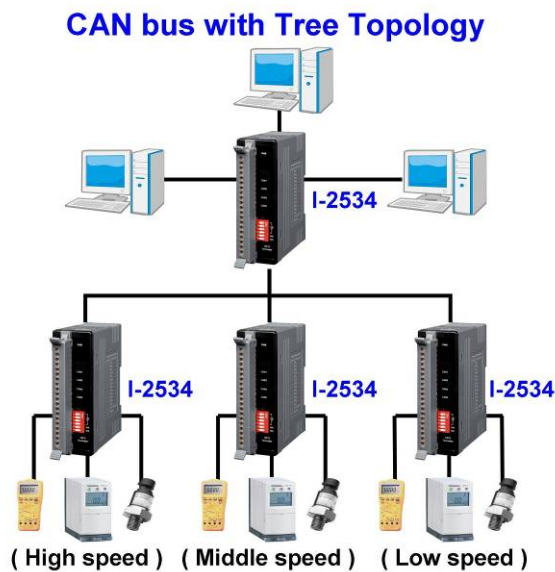 CAN bus with Tree Topology
I-2534
I-2534 I-2534 I-2534
( High speed ) ( Middle speed ) ( Low speed )